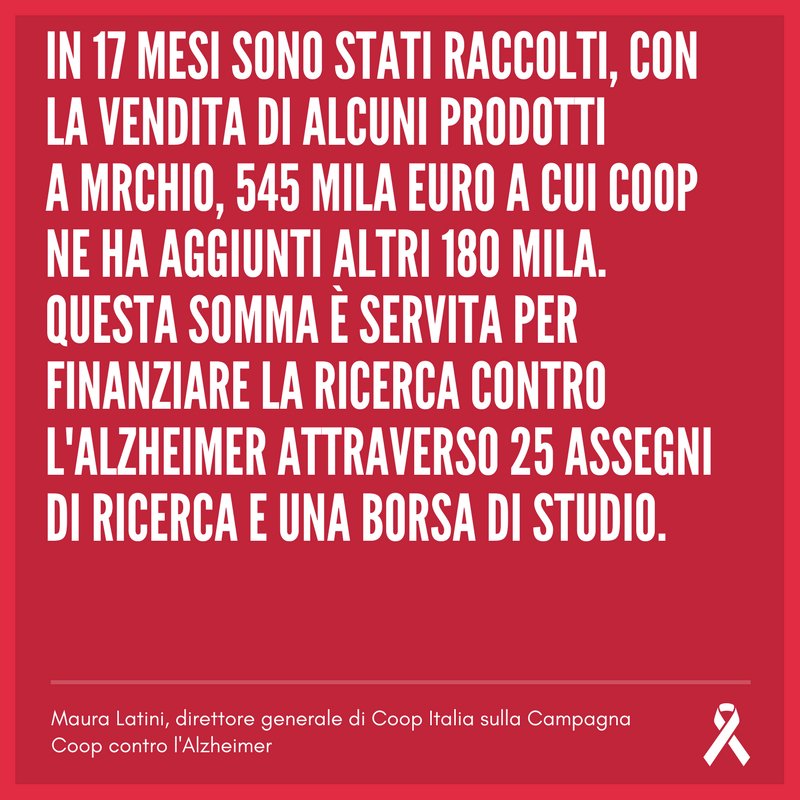 IN 17 MESI SONO STATI RACCOLTI, CON
LA VENDITA DI ALCUNI PRODOTTI
A MRCHIO, 545 MILA EURO A CUI COOP
NE HA AGGIUNTI ALTRI 180 MILA.
QUESTA SOMMA È SERVITA PER
FINANZIARE LA RICERCA CONTRO
L'ALZHEIMER ATTRAVERSO 25 ASSEGNI
DI RICERCA E UNA BORSA DI STUDIO.
Maura Latini, direttore generale di Coop Italia sulla Campagna
Coop contro l'Alzheimer